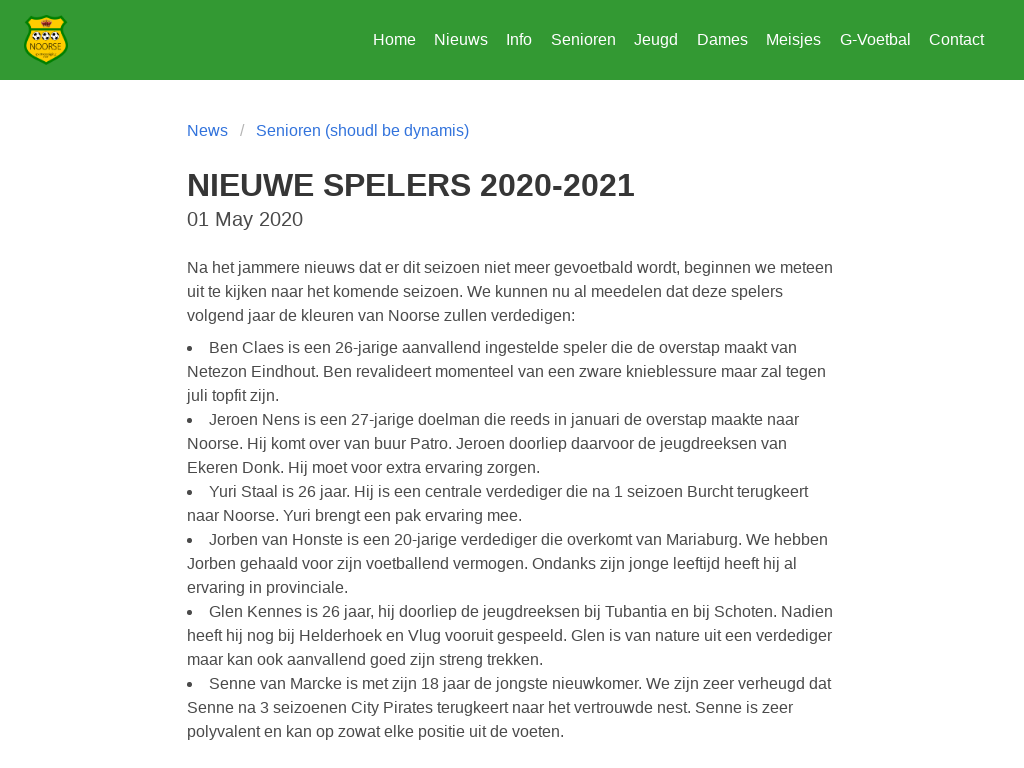 NOORSE
Home Nieuws Info Senioren Jeugd Dames Meisjes G-Voetbal Contact
News / Senioren (shoudl be dynamis)
NIEUWE SPELERS 2020-2021
01 May 2020
Na het jammere nieuws dat er dit seizoen niet meer gevoetbald wordt, beginnen we meteen
uit te kijken naar het komende seizoen. We kunnen nu al meedelen dat deze spelers
volgend jaar de kleuren van Noorse zullen verdedigen:
• Ben Claes is een 26-jarige aanvallend ingestelde speler die de overstap maakt van
Netezon Eindhout. Ben revalideert momenteel van een zware knieblessure maar zal tegen
juli topfit zijn.
• Jeroen Nens is een 27-jarige doelman die reeds in januari de overstap maakte naar
Noorse. Hij komt over van buur Patro. Jeroen doorliep daarvoor de jeugdreeksen van
Ekeren Donk. Hij moet voor extra ervaring zorgen.
• Yuri Staal is 26 jaar. Hij is een centrale verdediger die na 1 seizoen Burcht terugkeert
naar Noorse. Yuri brengt een pak ervaring mee.
• Jorben van Honste is een 20-jarige verdediger die overkomt van Mariaburg. We hebben
Jorben gehaald voor zijn voetballend vermogen. Ondanks zijn jonge leeftijd heeft hij al
ervaring in provinciale.
• Glen Kennes is 26 jaar, hij doorliep de jeugdreeksen bij Tubantia en bij Schoten. Nadien
heeft hij nog bij Helderhoek en Vlug vooruit gespeeld. Glen is van nature uit een verdediger
maar kan ook aanvallend goed zijn streng trekken.
• Senne van Marcke is met zijn 18 jaar de jongste nieuwkomer. We zijn zeer verheugd dat
Senne na 3 seizoenen City Pirates terugkeert naar het vertrouwde nest. Senne is zeer
polyvalent en kan op zowat elke positie uit de voeten.